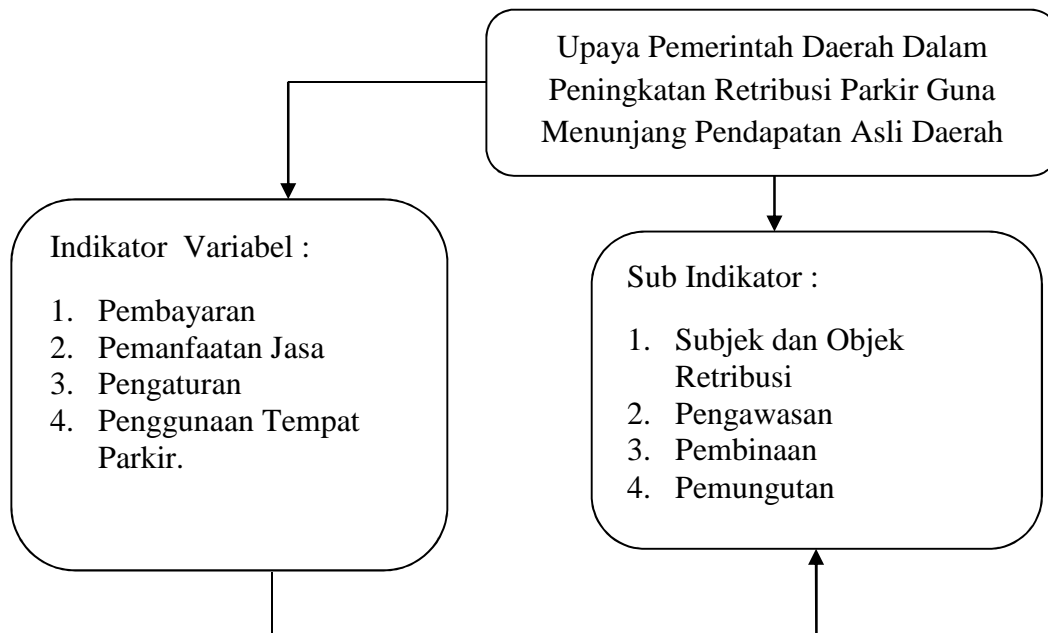 Upaya Pemerintah Daerah Dalam
Peningkatan Retribusi Parkir Guna
Menunjang Pendapatan Asli Daerah
Indikator Variabel :
1. Pembayaran
2. Pemanfaatan Jasa
3. Pengaturan
4. Penggunaan Tempat
Parkir.
Sub Indikator :
1. Subjek dan Objek
Retribusi
2. Pengawasan
3. Pembinaan
4. Pemungutan